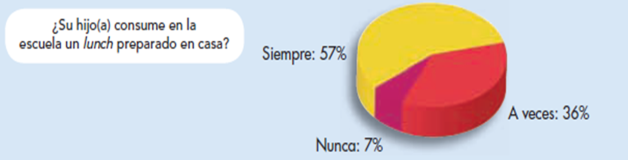 ¿Su hijo(a) consume en la
escuela un lunch preparado en casa?
Siempre: 57%
A veces: 36%
Nunca: 7%